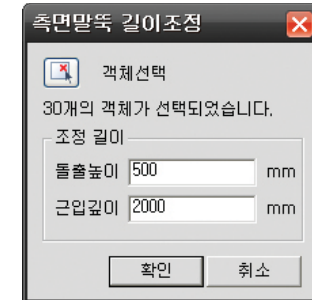 측면말뚝 길이조정
객체선택
30개의 객체가 선택되었습니다.
조정 길이
돌출높이 500 mm
근입깊이 2000 mm
확인 취소